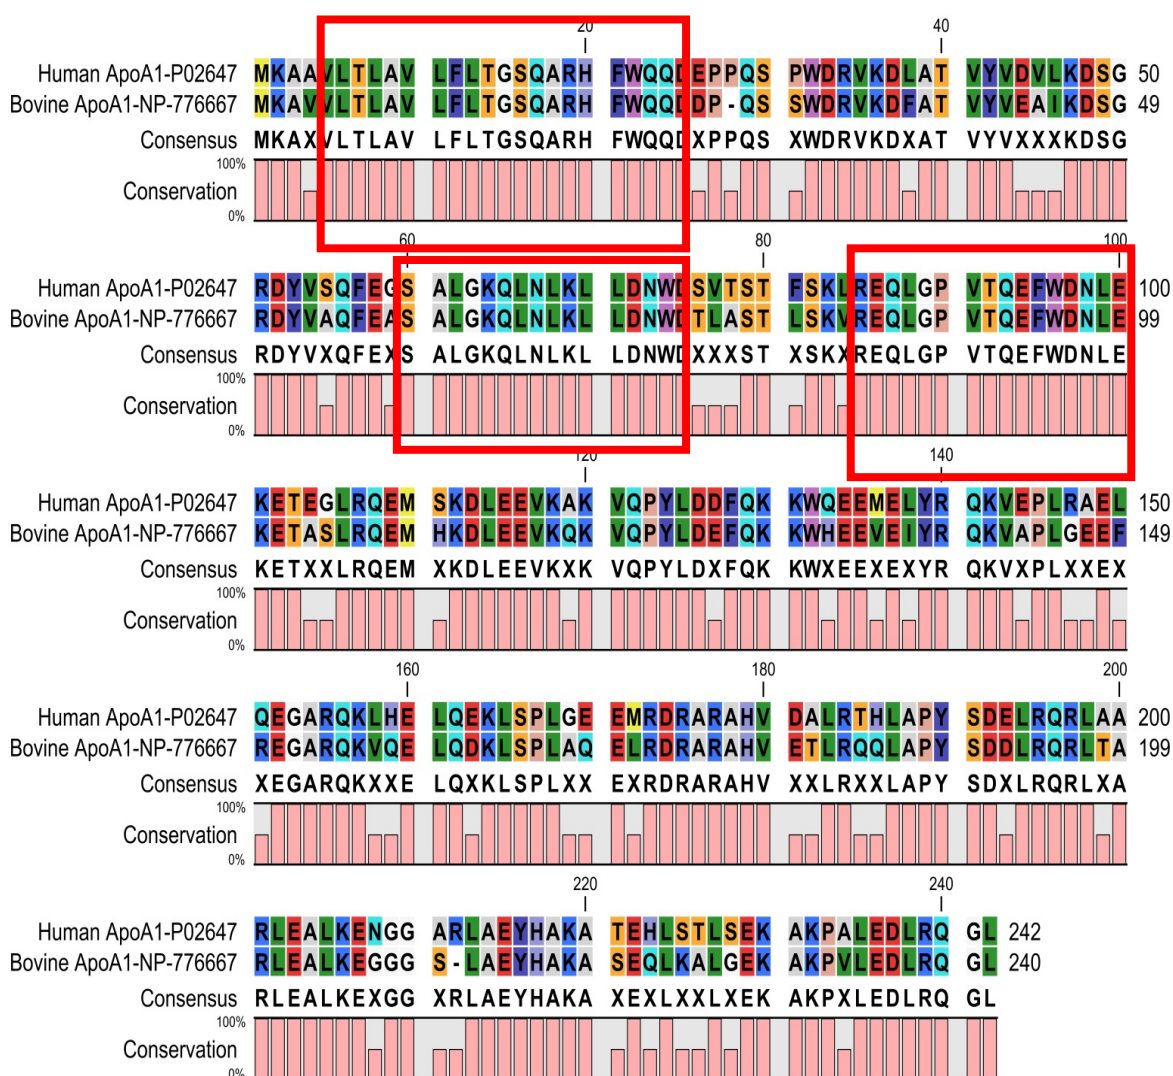 20 40
Human ApoA1-P02647 MKAAVLTLAV LFLTGSQARH FWQQDEPPQS PWDRVKDLAT VYVDVLKDSG 50
Bovine ApoA1-NP-776667 MKAVVLTLAV LFLTGSQARH FWQQDDP-QS SWDRVKDFAT VYVEAIKDSG 49
Consensus MKAXVLTLAV LFLTGSQARH FWQQDXPPQS XWDRVKDXAT VYVXXXKDSG
100%
Conservation
0%
60 80 100
Human ApoA1-P02647 RDYVSQFEGS ALGKQLNLKL LDNWDSVTST FSKLREQLGP VTQEFWDNLE 100
Bovine ApoA1-NP-776667 RDYVAQFEAS ALGKQLNLKL LDNWDTLAST LSKVREQLGP VTQEFWDNLE 99
Consensus RDYVXQFEXS ALGKQLNLKL LDNWDXXXST XSKXREQLGP VTQEFWDNLE
100%
Conservation
0%
120 140
Human ApoA1-P02647 KETEGLRQEM SKDLEEVKAK VQPYLDDFQK KWQEEMELYR QKVEPLRAEL 150
Bovine ApoA1-NP-776667 KETASLRQEM HKDLEEVKQK VQPYLDEFQK KWHEEVEIYR QKVAPLGEEF 149
Consensus KETXXLRQEM XKDLEEVKXK VQPYLDXFQK KWXEEXEXYR QKVXPLXXEX
100%
Conservation
0%
160 180 200
Human ApoA1-P02647 QEGARQKLHE LQEKLSPLGE EMRDRARAHV DALRTHLAPY SDELRQRLAA 200
Bovine ApoA1-NP-776667 REGARQKVQE LQDKLSPLAQ ELRDRARAHV ETLRQQLAPY SDDLRQRLTA 199
Consensus XEGARQKXXE LQXKLSPLXX EXRDRARAHV XXLRXXLAPY SDXLRQRLXA
100%
Conservation
0%
220 240
Human ApoA1-P02647 RLEALKENGG ARLAEYHAKA TEHLSTLSEK AKPALEDLRQ GL 242
Bovine ApoA1-NP-776667 RLEALKEGGG S-LAEYHAKA SEQLKALGEK AKPVLEDLRQ GL 240
Consensus RLEALKEXGG XRLAEYHAKA XEXLXXLXEK AKPXLEDLRQ GL
100%
Conservation
0%